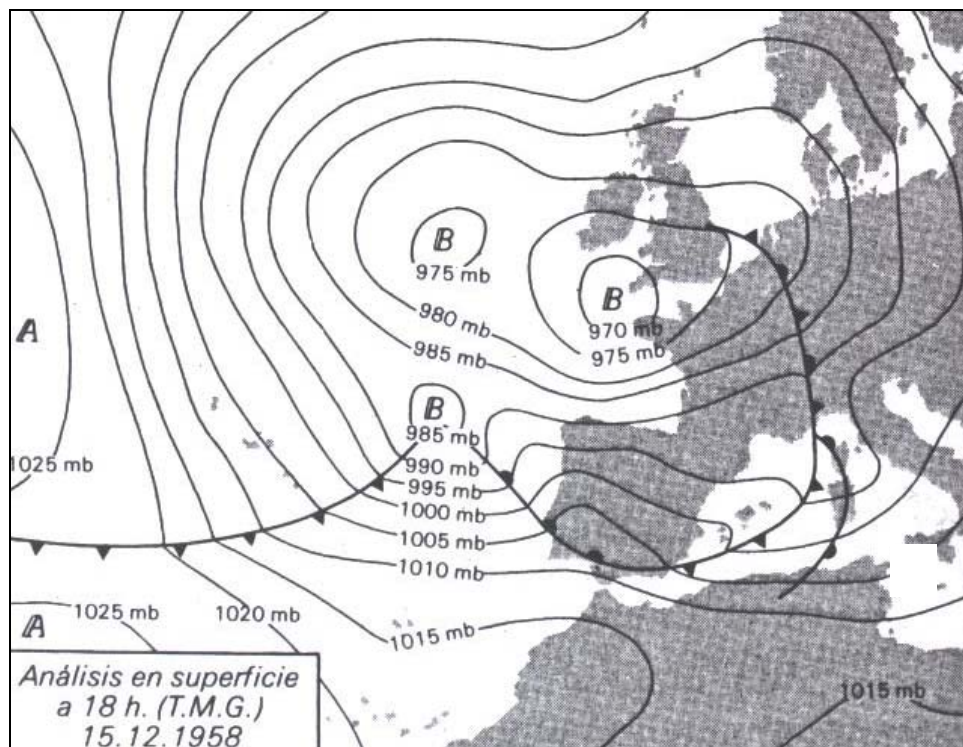 B
975 mb
B
970 mb
975 mb
980 mb
985 mb
A
B
985 mb
990 mb
995 mb
1000 mb
1005 mb
1010 mb
1025 mb
1025 mb
1020 mb
1015 mb
A
1015 mb
Análisis en superficie
a 18 h. (T.M.G.)
15.12.1958